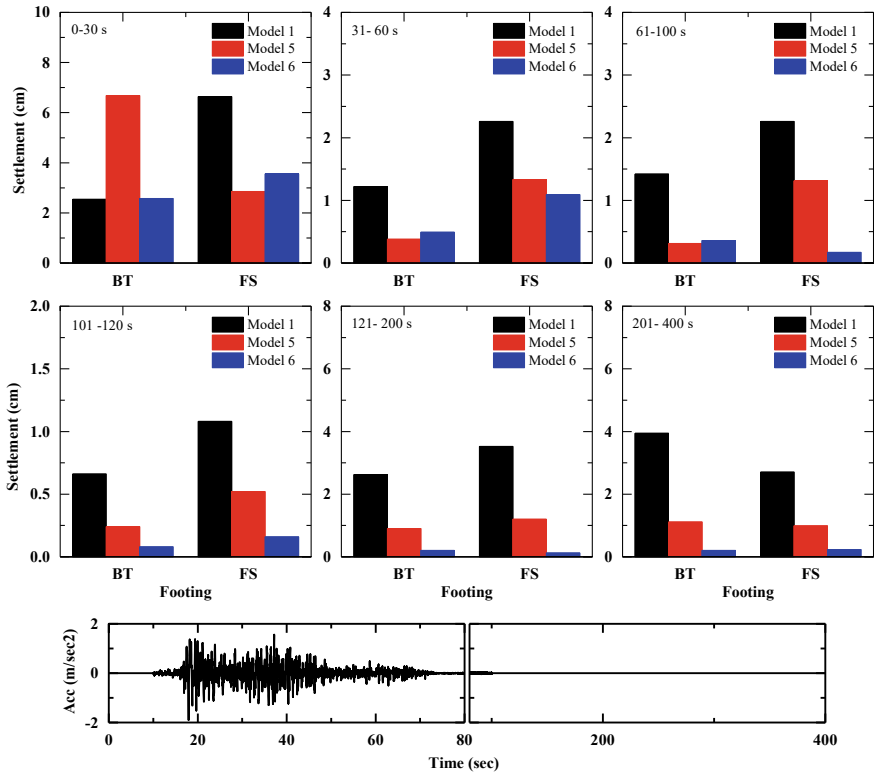 Settlement (cm)
10
8
6
4
2
0
0-30 s
Model 1
Model 5
Model 6
BT
FS
4
3
2
1
0
31- 60 s
Model 1
Model 5
Model 6
BT
FS
4
3
2
1
0
61-100 s
Model 1
Model 5
Model 6
BT
FS
Settlement (cm)
2.0
1.5
1.0
0.5
0.0
101 -120 s
Model 1
Model 5
Model 6
BT
FS
Footing
8
6
4
2
0
121- 200 s
Model 1
Model 5
Model 6
BT
FS
8
6
4
2
0
201- 400 s
Model 1
Model 5
Model 6
BT
FS
Footing
Acc (m/sec2)
2
0
-2
0
20
40
60
80
200
400
Time (sec)